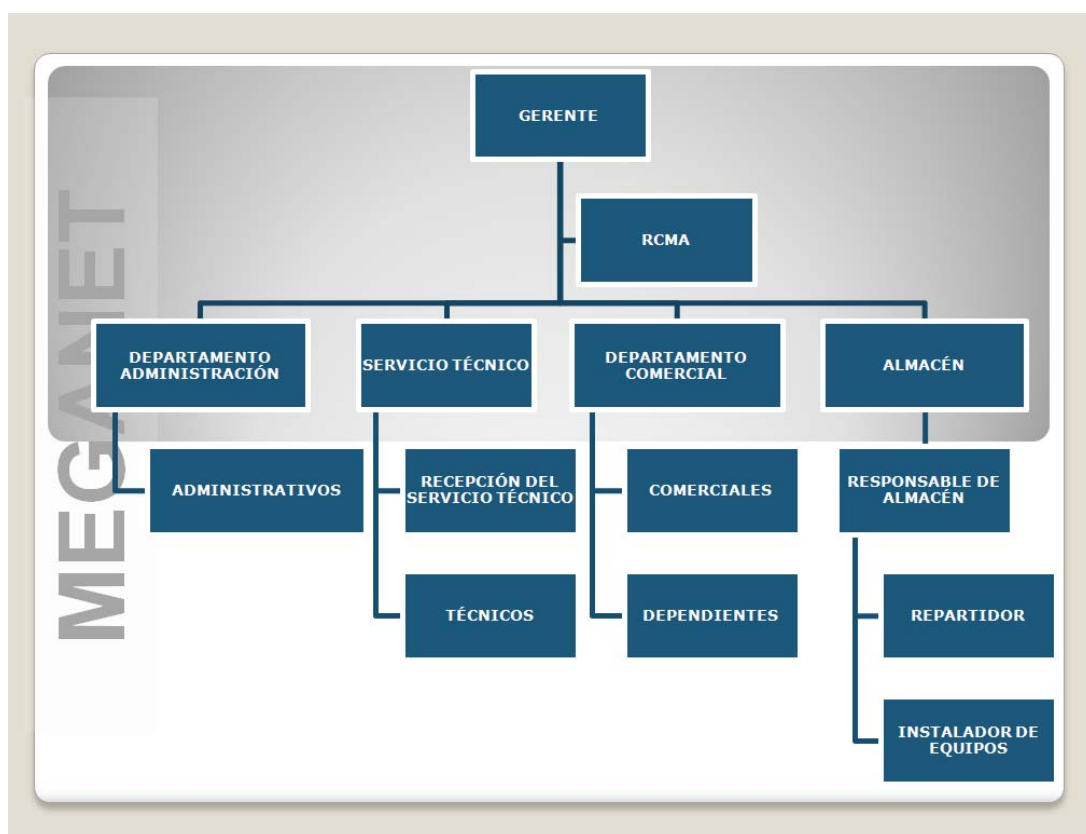 MEGANET
GERENTE
RCMA
DEPARTAMENTO
ADMINISTRACIÓN
SERVICIO TÉCNICO
DEPARTAMENTO
COMERCIAL
ALMACÉN
ADMINISTRATIVOS
RECEPCIÓN DEL
SERVICIO TÉCNICO
COMERCIALES
RESPONSABLE DE
ALMACÉN
TÉCNICOS
DEPENDIENTES
REPARTIDOR
INSTALADOR DE
EQUIPOS